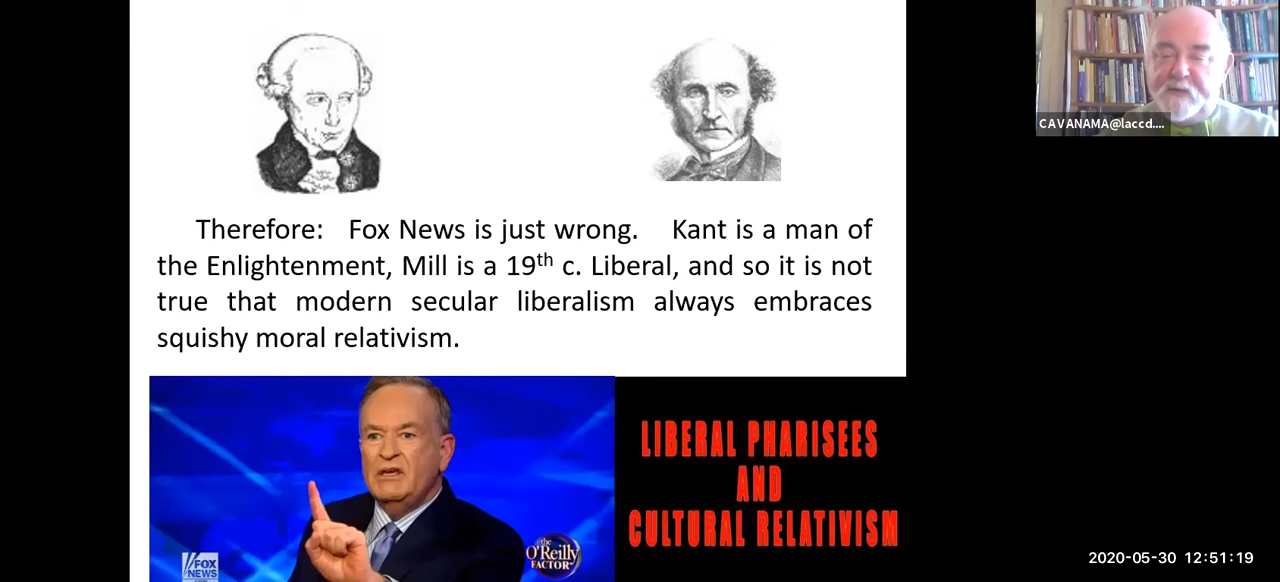 CAVANAMA@laccd....
Therefore: Fox News is just wrong. Kant is a man of
the Enlightenment, Mill is a 19th c. Liberal, and so it is not
true that modern secular liberalism always embraces
squishy moral relativism.
LIBERAL PHARISEES
AND
CULTURAL RELATIVISM
the
O'Reilly
FACTOR
FOX
NEWS
2020-05-30 12:51:19